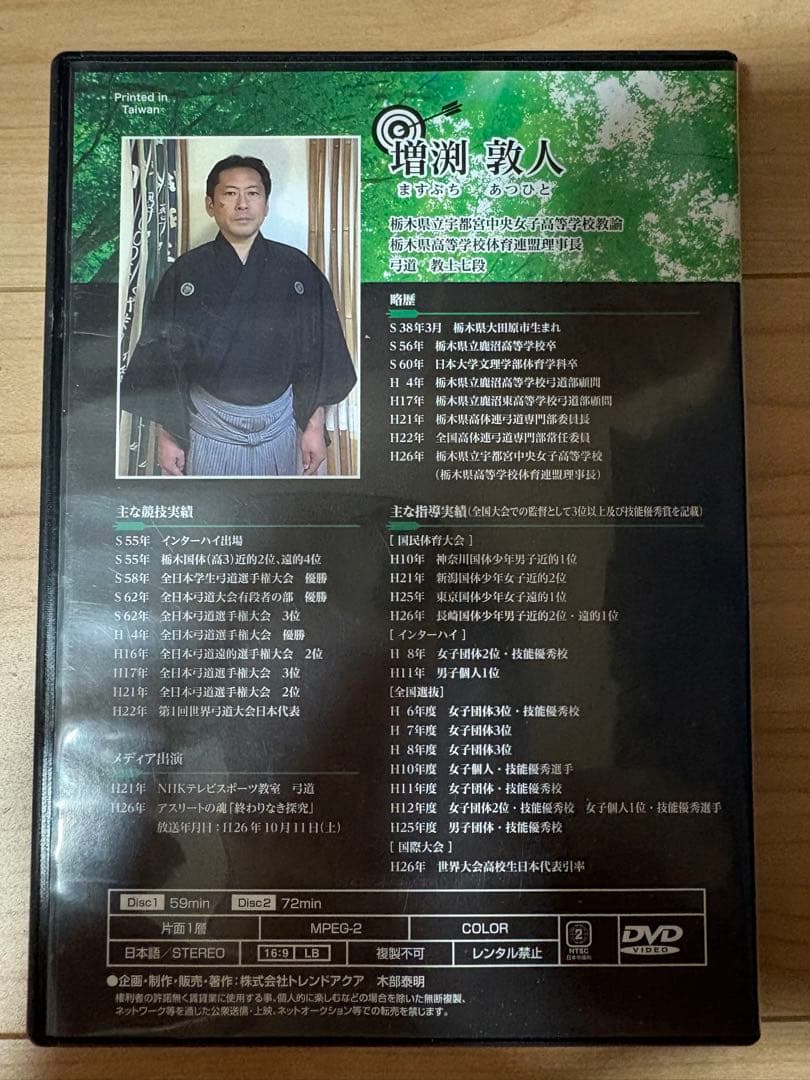 Printed in
Taiwan
増渕 敦人
ますぶち あつひと
栃木県立宇都宮中央女子高等学校教諭
栃木県高等学校体育連盟理事長
弓道 教士七段
略歴
S38年3月 栃木県大田原市生まれ
S56年 栃木県立鹿沼高等学校卒
S60年 日本大学文理学部体育学科卒
H 4年 栃木県立鹿沼高等学校弓道部顧問
H17年 栃木県立鹿沼東高等学校弓道部顧問
H21年 栃木県高体連弓道専門部委員長
H22年 全国高体連弓道専門部常任委員
H26年 栃木県立宇都宮中央女子高等学校
(栃木県高等学校体育連盟理事長)
主な競技実績
S55年 インターハイ出場
S55年 栃木国体(高3)近的2位、遠的4位
S58年 全日本学生弓道選手権大会 優勝
S62年 全日本弓道大会有段者の部 優勝
S62年 全日本弓道選手権大会 3位
H 4年 全日本弓道選手権大会 優勝
H16年 全日本弓道遠的選手権大会 2位
H17年 全日本弓道選手権大会 3位
H21年 全日本弓道選手権大会 2位
H22年 第1回世界弓道大会日本代表
メディア出演
H21年 NHKテレビスポーツ教室 弓道
H26年 アスリートの魂「終わりなき探究」
放送年月日:H26年10月11日(土)
主な指導実績(全国大会での監督として3位以上及び技能優秀賞を記載)
[ 国民体育大会 ]
H10年 神奈川国体少年男子近的1位
H21年 新潟国体少年女子近的2位
H25年 東京国体少年女子遠的1位
H26年 長崎国体少年男子近的2位・遠的1位
[ インターハイ ]
H 8年 女子団体2位・技能優秀校
H11年 男子個人1位
[全国選抜]
H 6年度 女子団体3位・技能優秀校
H 7年度 女子団体3位
H 8年度 女子団体3位
H10年度 女子個人・技能優秀選手
H11年度 女子団体・技能優秀校
H12年度 女子団体2位・技能優秀校 女子個人1位・技能優秀選手
H25年度 男子団体・技能優秀校
[ 国際大会 ]
H26年 世界大会高校生日本代表引率
Disc1 59min Disc2 72min
片面1層 MPEG-2 COLOR
2 NTSC 日本市場向
DVD VIDEO
日本語/STEREO 16:9 LB 複製不可 レンタル禁止
●企画・制作・販売・著作:株式会社トレンドアクア 木部泰明
権利者の許諾無く賃貸業に使用する事、個人的に楽しむなどの場合を除いた無断複製、
ネットワーク等を通じた公衆送信・上映、ネットオークション等での転売を禁じます。